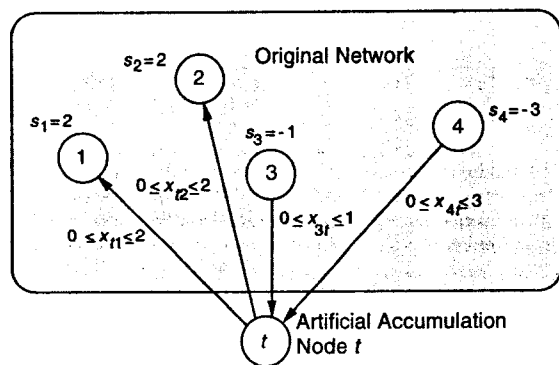 Original Network
s₂=2
2
s₁=2
1
s₃=-1
3
4
s₄=-3
0 ≤ xₜ₂ ≤ 2
0 ≤ x₃ₜ ≤ 1
0 ≤ x₄ₜ ≤ 3
0 ≤ xₜ₁ ≤ 2
t
Artificial Accumulation
Node t